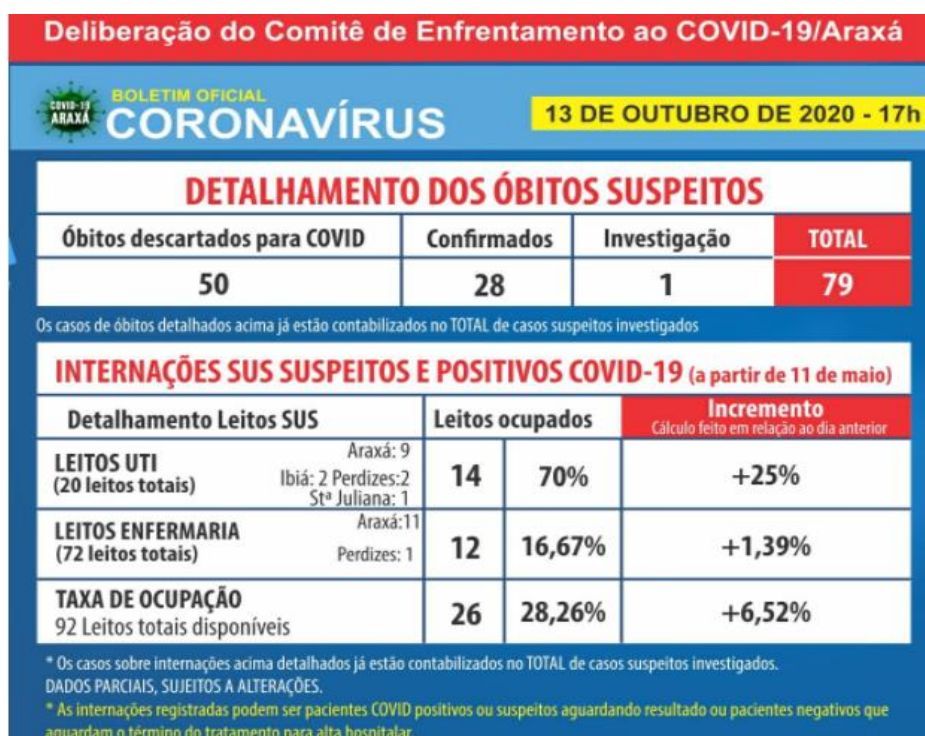 Deliberação do Comitê de Enfrentamento ao COVID-19/Araxá
COVID-19
ARAXÁ
BOLETIM OFICIAL
CORONAVÍRUS
13 DE OUTUBRO DE 2020 - 17h
DETALHAMENTO DOS ÓBITOS SUSPEITOS
Óbitos descartados para COVID Confirmados Investigação TOTAL
50 28 1 79
Os casos de óbitos detalhados acima já estão contabilizados no TOTAL de casos suspeitos investigados
INTERNAÇÕES SUS SUSPEITOS E POSITIVOS COVID-19 (a partir de 11 de maio)
Detalhamento Leitos SUS Leitos ocupados Incremento
Cálculo feito em relação ao dia anterior
LEITOS UTI
(20 leitos totais)
Araxá: 9
Ibiá: 2 Perdizes:2
Stª Juliana: 1
14 70% +25%
LEITOS ENFERMARIA
(72 leitos totais)
Araxá:11
Perdizes: 1
12 16,67% +1,39%
TAXA DE OCUPAÇÃO
92 Leitos totais disponíveis
26 28,26% +6,52%
* Os casos sobre internações acima detalhados já estão contabilizados no TOTAL de casos suspeitos investigados.
DADOS PARCIAIS, SUJEITOS A ALTERAÇÕES.
* As internações registradas podem ser pacientes COVID positivos ou suspeitos aguardando resultado ou pacientes negativos que
aguardam o término do tratamento para alta hospitalar.